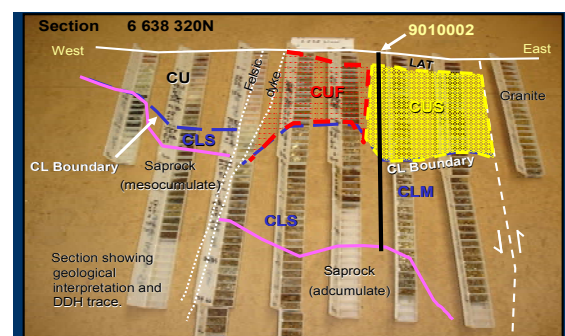 Section 6 638 320N
9010002
West
East
CU
Felsic
dyke
LAT
CUF
CUS
Granite
CLS
CL Boundary
CL Boundary
Saprock
(mesocumulate)
CLM
CLS
Section showing
geological
interpretation and
DDH trace.
Saprock
(adcumulate)